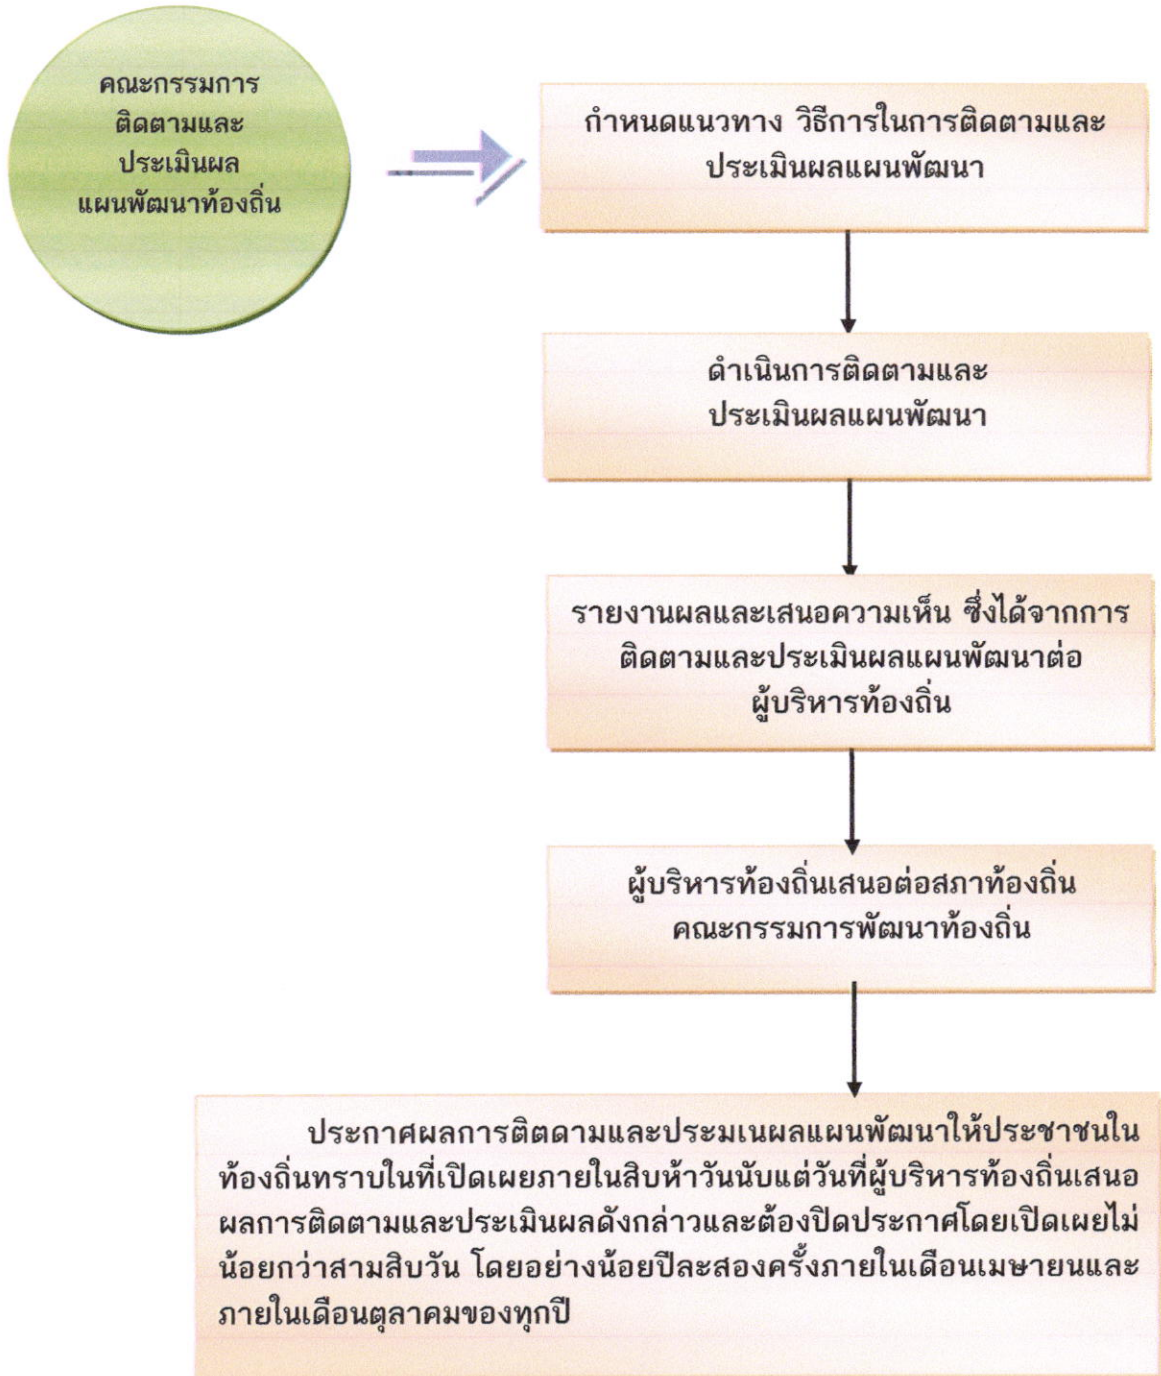 คณะกรรมการ
ติดตามและ
ประเมินผล
แผนพัฒนาท้องถิ่น
กำหนดแนวทาง วิธีการในการติดตามและ
ประเมินผลแผนพัฒนา
ดำเนินการติดตามและ
ประเมินผลแผนพัฒนา
รายงานผลและเสนอความเห็น ซึ่งได้จากการ
ติดตามและประเมินผลแผนพัฒนาต่อ
ผู้บริหารท้องถิ่น
ผู้บริหารท้องถิ่นเสนอต่อสภาท้องถิ่น
คณะกรรมการพัฒนาท้องถิ่น
ประกาศผลการติตดามและประมเนผลแผนพัฒนาให้ประชาชนใน
ท้องถิ่นทราบในที่เปิดเผยภายในสิบห้าวันนับแต่วันที่ผู้บริหารท้องถิ่นเสนอ
ผลการติดตามและประเมินผลดังกล่าวและต้องปิดประกาศโดยเปิดเผยไม่
น้อยกว่าสามสิบวัน โดยอย่างน้อยปีละสองครั้งภายในเดือนเมษายนและ
ภายในเดือนตุลาคมของทุกปี